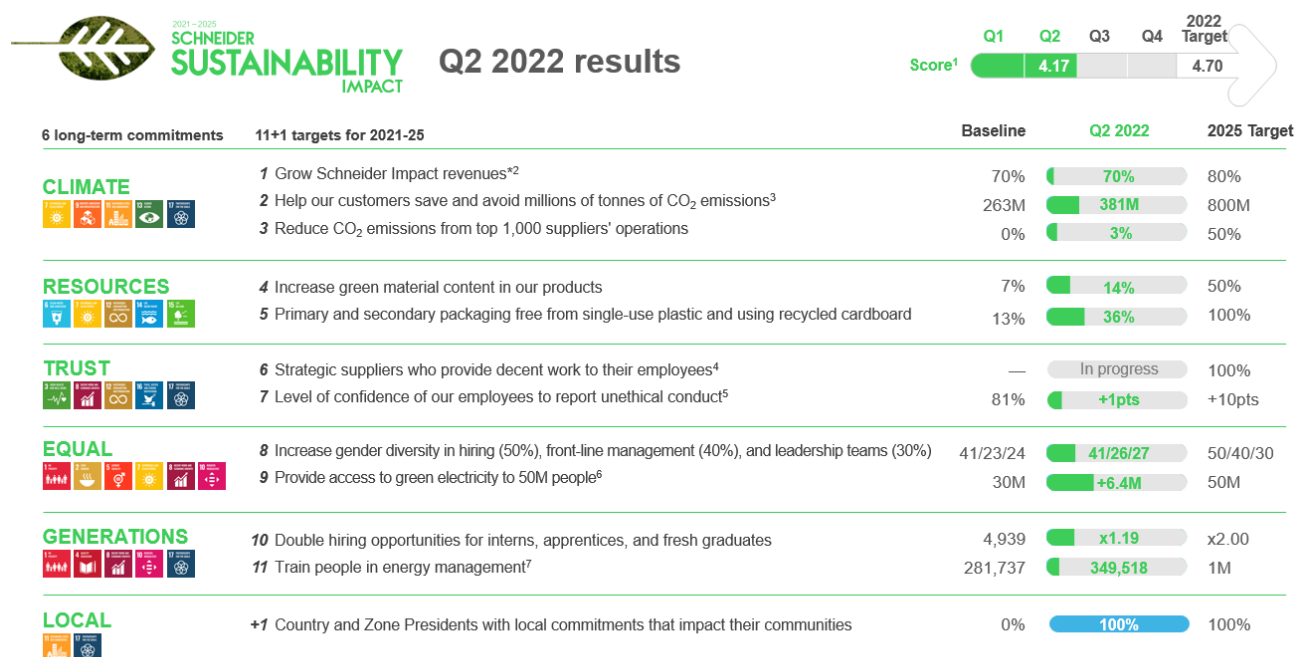 2021–2025
SCHNEIDER
SUSTAINABILITY
IMPACT
Q2 2022 results
Q1 Q2 Q3 Q4 2022 Target
Score¹ 4.17 4.70
6 long-term commitments 11+1 targets for 2021-25 Baseline Q2 2022 2025 Target
CLIMATE
1 Grow Schneider Impact revenues*² 70% 70% 80%
2 Help our customers save and avoid millions of tonnes of CO₂ emissions³ 263M 381M 800M
3 Reduce CO₂ emissions from top 1,000 suppliers' operations 0% 3% 50%
RESOURCES
4 Increase green material content in our products 7% 14% 50%
5 Primary and secondary packaging free from single-use plastic and using recycled cardboard 13% 36% 100%
TRUST
6 Strategic suppliers who provide decent work to their employees⁴ — In progress 100%
7 Level of confidence of our employees to report unethical conduct⁵ 81% +1pts +10pts
EQUAL
8 Increase gender diversity in hiring (50%), front-line management (40%), and leadership teams (30%) 41/23/24 41/26/27 50/40/30
9 Provide access to green electricity to 50M people⁶ 30M +6.4M 50M
GENERATIONS
10 Double hiring opportunities for interns, apprentices, and fresh graduates 4,939 x1.19 x2.00
11 Train people in energy management⁷ 281,737 349,518 1M
LOCAL
+1 Country and Zone Presidents with local commitments that impact their communities 0% 100% 100%